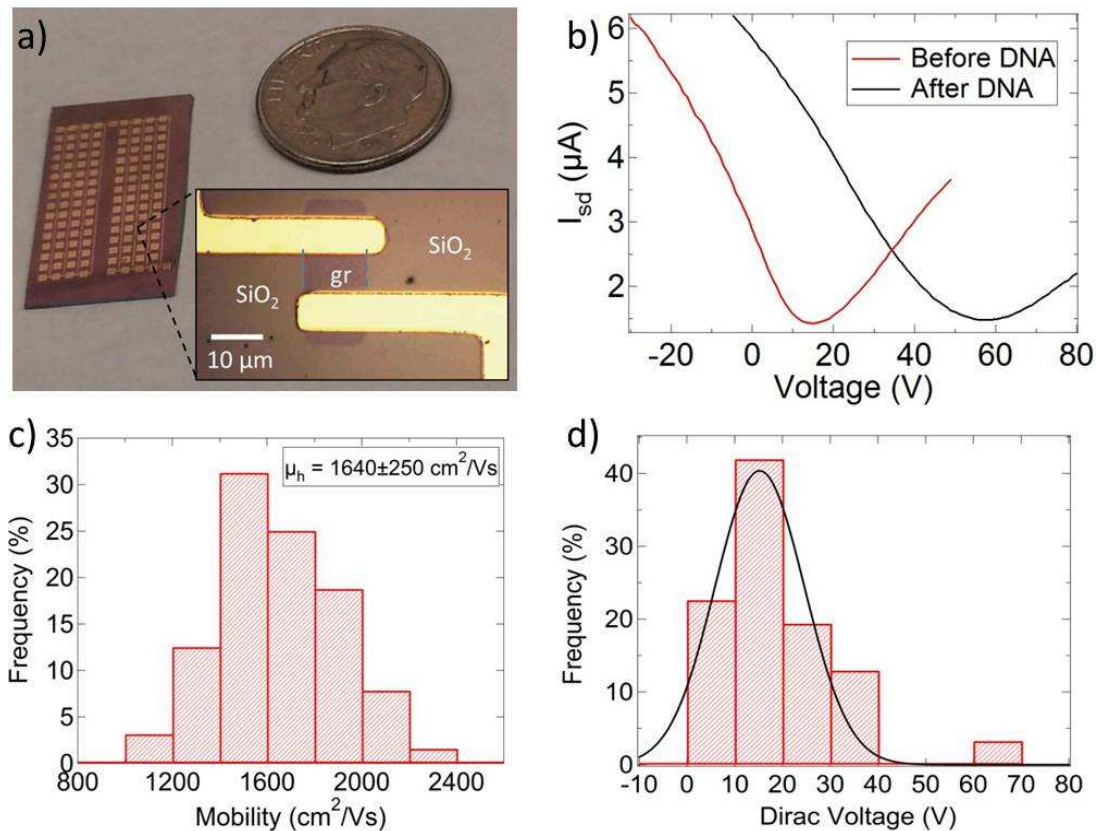 a)
SiO₂
gr
SiO₂
10 µm
b)
Before DNA
After DNA
I_sd (µA)
6
5
4
3
2
-20 0 20 40 60 80
Voltage (V)
c)
µ_h = 1640±250 cm²/Vs
Frequency (%)
35
30
25
20
15
10
5
0
800 1200 1600 2000 2400
Mobility (cm²/Vs)
d)
Frequency (%)
40
30
20
10
0
-10 0 10 20 30 40 50 60 70 80
Dirac Voltage (V)